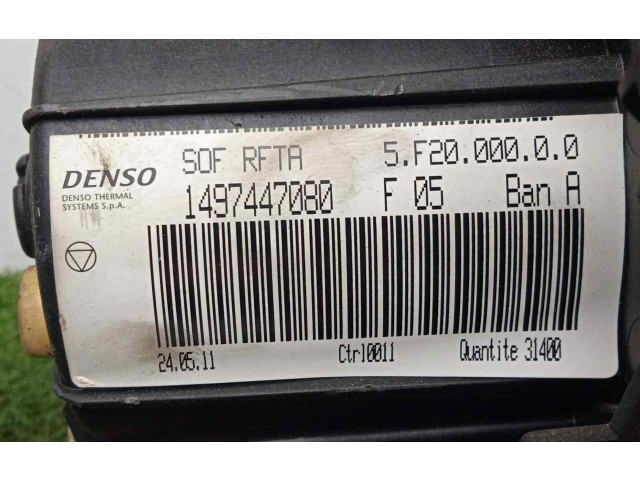 SOF RFTA 5.F20.000.0.0
DENSO
DENSO THERMAL
SYSTEMS S.p.A.
1497447080 F 05 Ban A
24.05.11 Ctrl0011 Quantite 31400